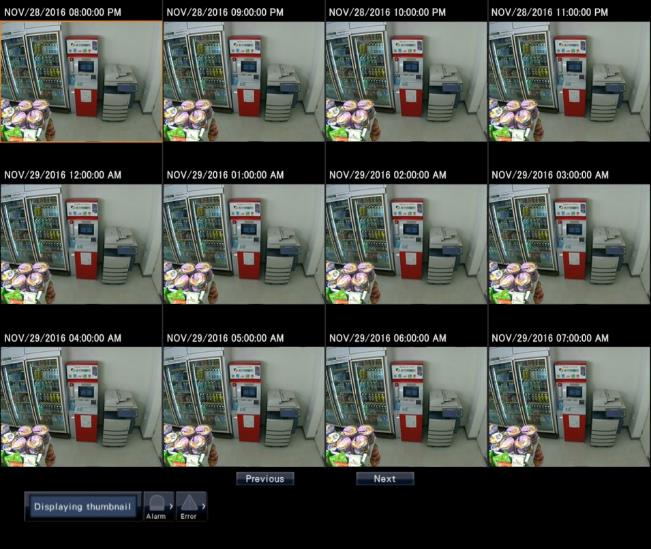 NOV/28/2016 08:00:00 PM
NOV/28/2016 09:00:00 PM
NOV/28/2016 10:00:00 PM
NOV/28/2016 11:00:00 PM
NOV/29/2016 12:00:00 AM
NOV/29/2016 01:00:00 AM
NOV/29/2016 02:00:00 AM
NOV/29/2016 03:00:00 AM
NOV/29/2016 04:00:00 AM
NOV/29/2016 05:00:00 AM
NOV/29/2016 06:00:00 AM
NOV/29/2016 07:00:00 AM
Previous
Next
Displaying thumbnail
Alarm
Error